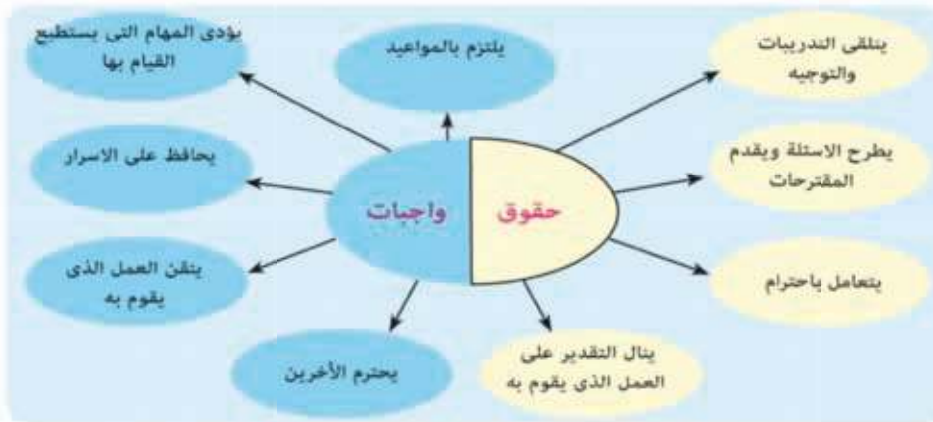 حقوق
يتلقى التدريبات
والتوجيه
يطرح الاسئلة ويقدم
المقترحات
يتعامل باحترام
ينال التقدير على
العمل الذى يقوم به
واجبات
يلتزم بالمواعيد
يؤدى المهام التى يستطيع
القيام بها
يحافظ على الاسرار
يتقن العمل الذى
يقوم به
يحترم الأخرين